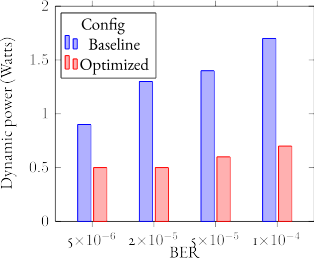 Dynamic power (Watts)
2
1.5
1
0.5
0
Config
Baseline
Optimized
5×10⁻⁶ 2×10⁻⁵ 5×10⁻⁵ 1×10⁻⁴
BER